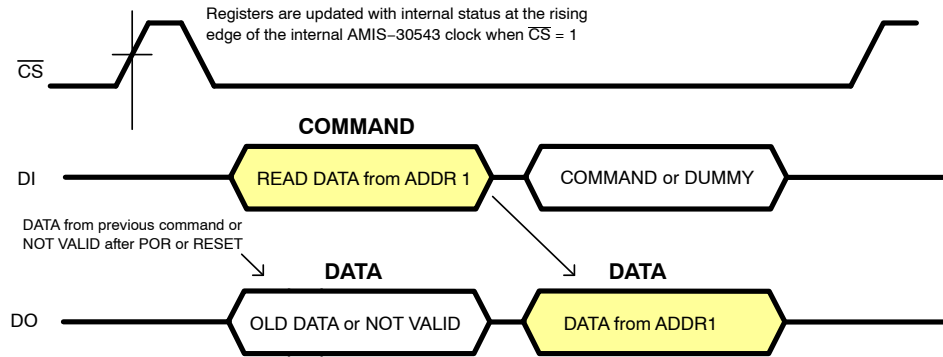 Registers are updated with internal status at the rising
edge of the internal AMIS−30543 clock when C̅S̅ = 1
C̅S̅
COMMAND
DI
READ DATA from ADDR 1
COMMAND or DUMMY
DATA from previous command or
NOT VALID after POR or RESET
DATA
DATA
DO
OLD DATA or NOT VALID
DATA from ADDR1